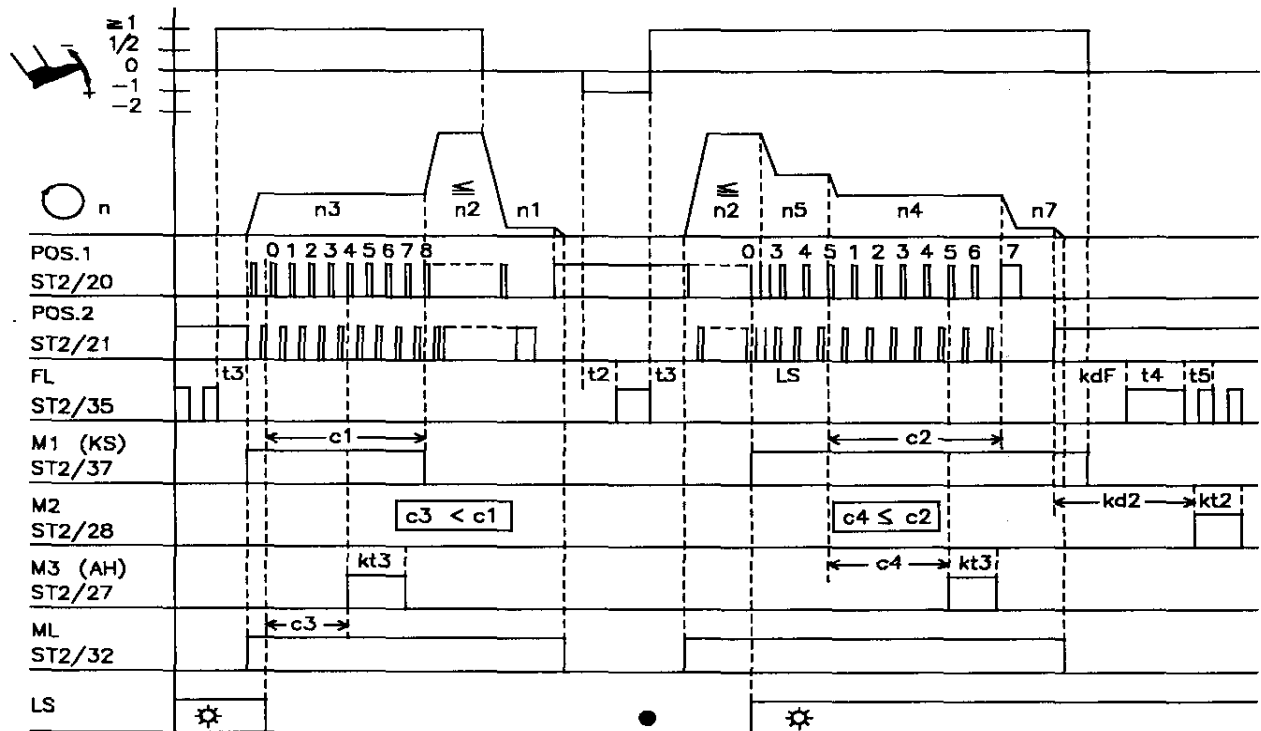 ≧ 1
1/2
0
−1
−2
−
+
n
n3
≦
n2
n1
≦
n2
n5
n4
n7
POS.1
ST2/20
0 1 2 3 4 5 6 7 8
0 3 4 5 1 2 3 4 5 6 7
POS.2
ST2/21
FL
ST2/35
t3
t2
t3
LS
kdF
t4
t5
M1 (KS)
ST2/37
c1
c2
M2
ST2/28
c3 < c1
c4 ≤ c2
kd2
kt2
M3 (AH)
ST2/27
kt3
c4
kt3
c3
ML
ST2/32
LS